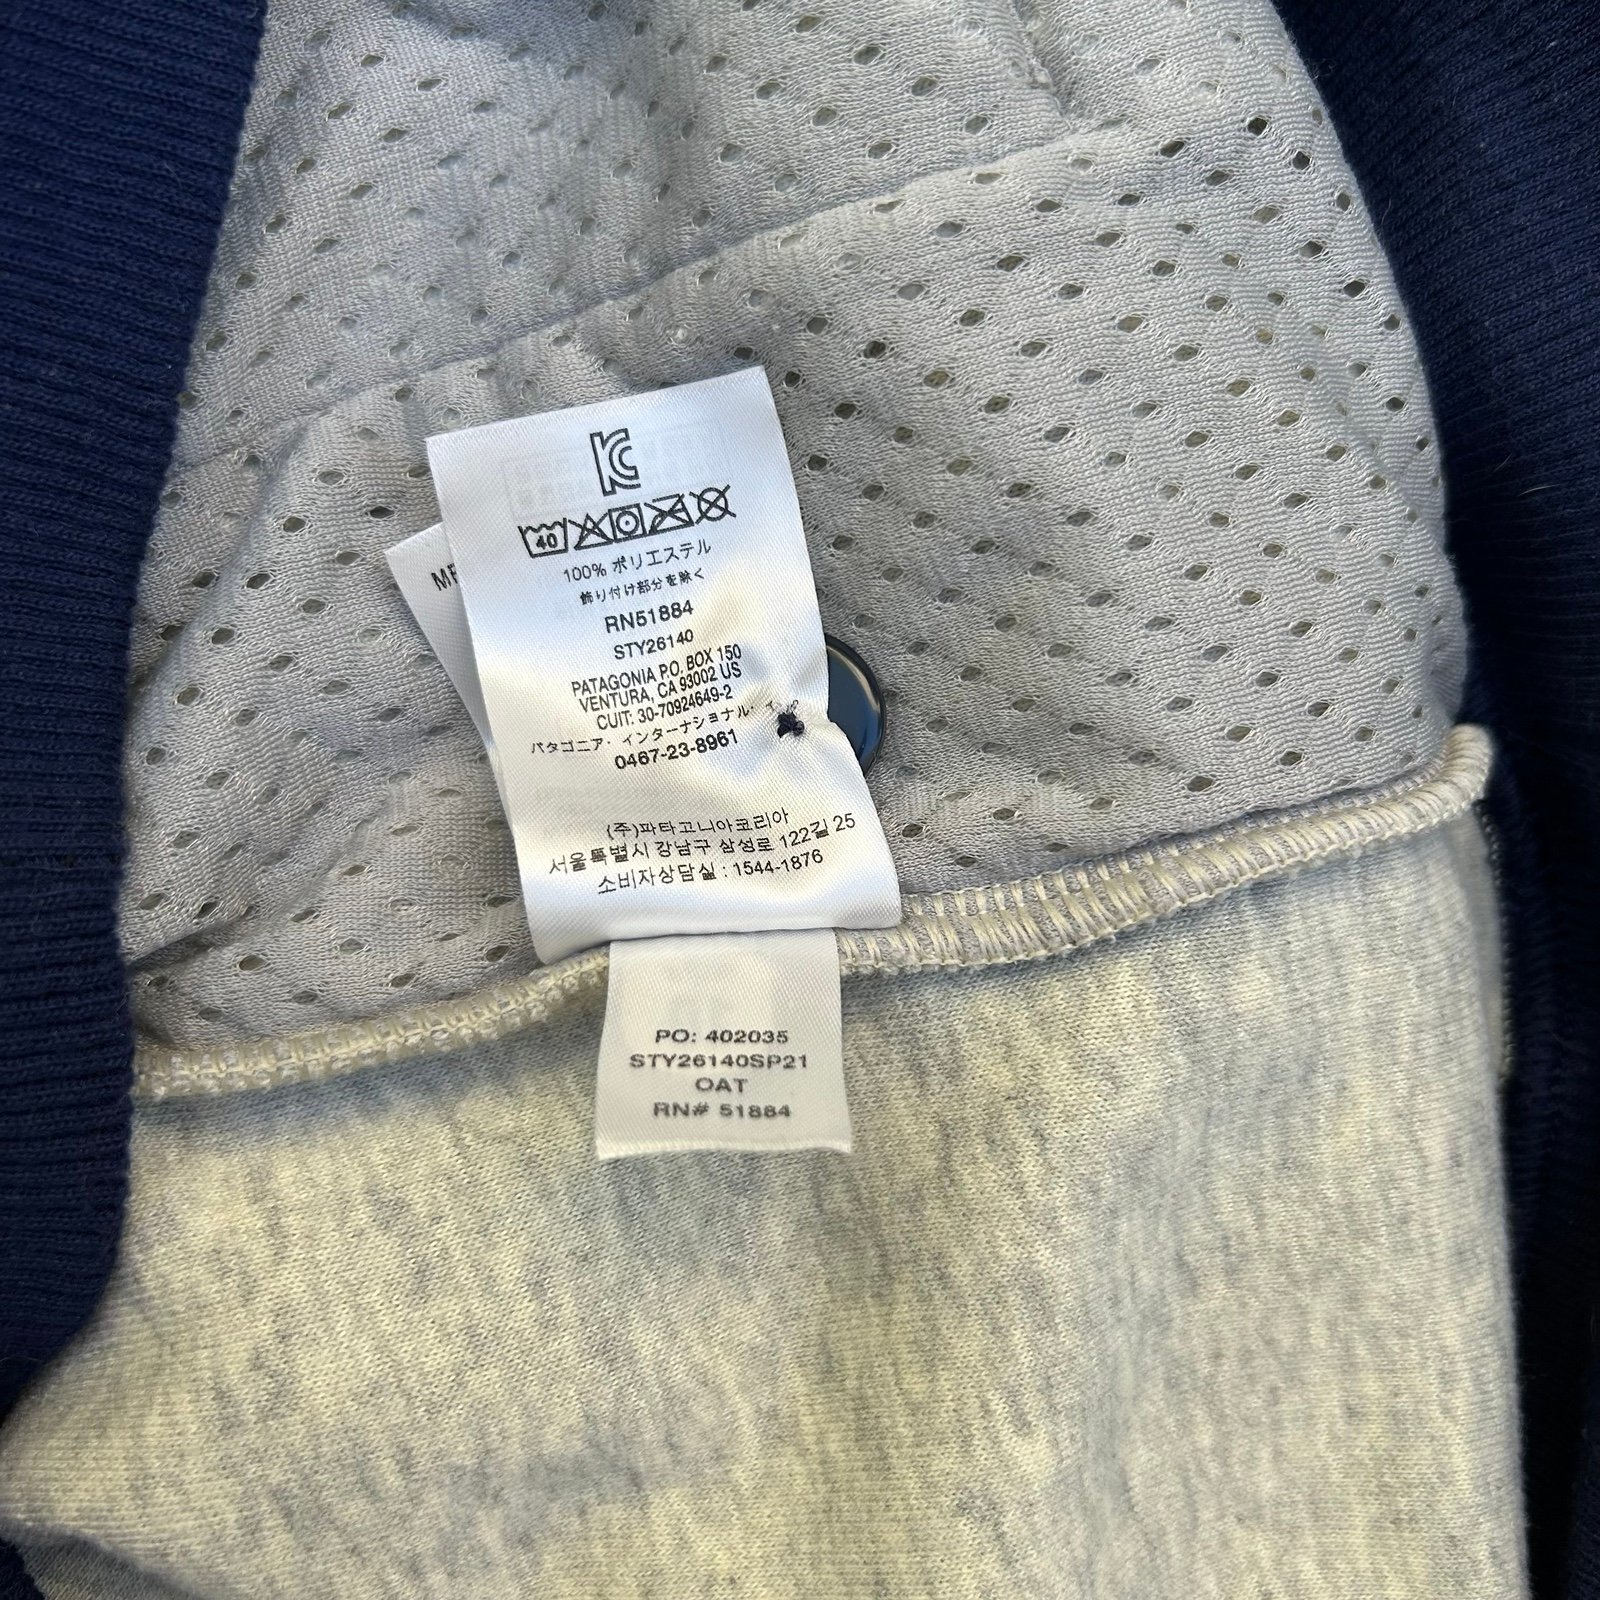 KC
40
100% ポリエステル
飾り付け部分を除く
RN51884
STY26140
PATAGONIA P.O. BOX 150
VENTURA, CA 93002 US
CUIT: 30-70924649-2
パタゴニア・インターナショナル・イ
0467-23-8961
(주)파타고니아코리아
서울특별시 강남구 삼성로 122길 25
소비자상담실 : 1544-1876
PO: 402035
STY26140SP21
OAT
RN# 51884